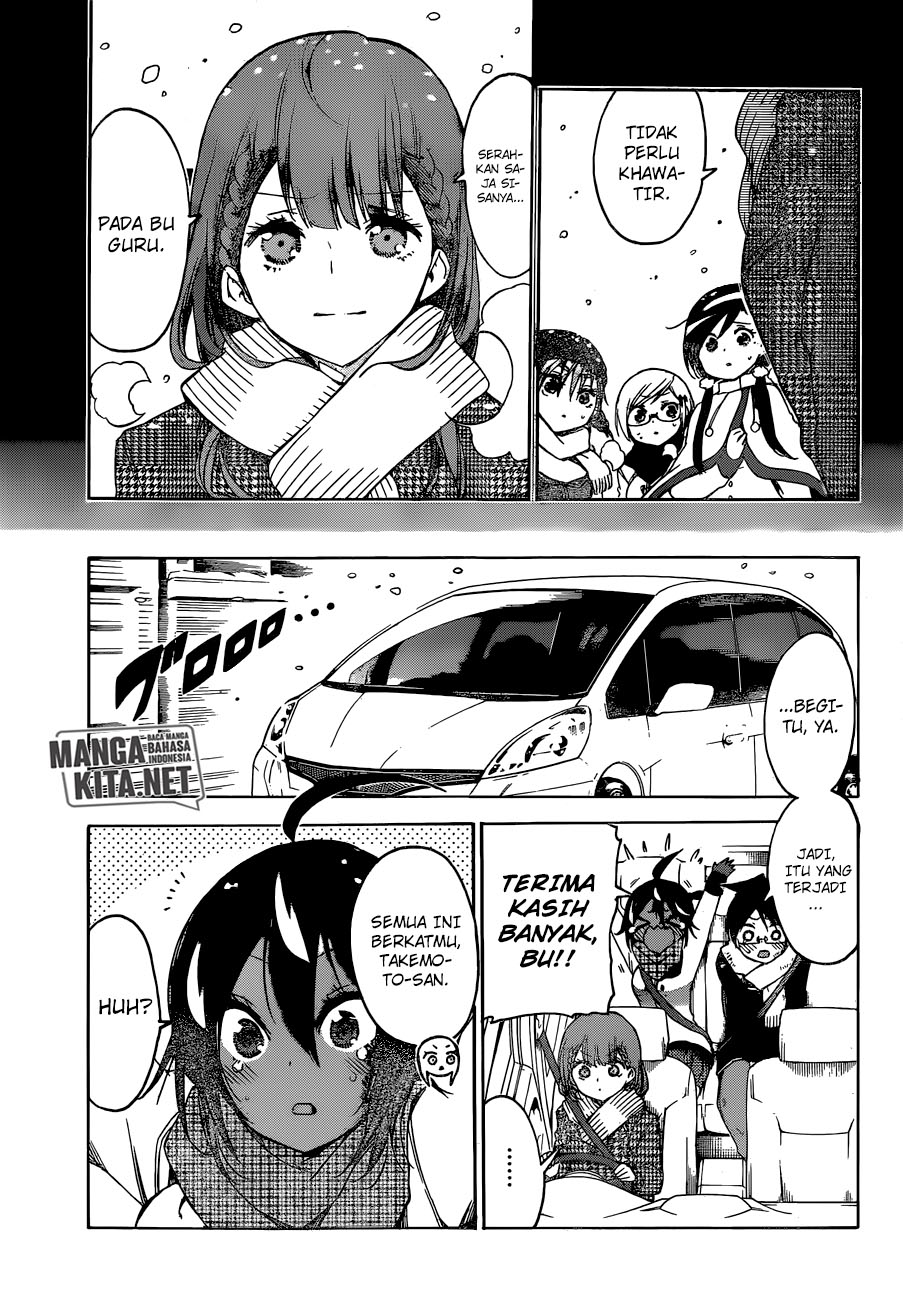 TIDAK
PERLU
KHAWA-
TIR.
SERAH-
KAN SA-
JA SI-
SANYA...
PADA BU
GURU.
ブロロロ...
...BEGI-
TU, YA.
JADI,
ITU YANG
TERJADI
...
TERIMA
KASIH
BANYAK,
BU!!
......
SEMUA INI
BERKATMU,
TAKEMO-
TO-SAN.
HUH?
MANGA
KITA.NET
BACA MANGA
BAHASA
INDONESIA